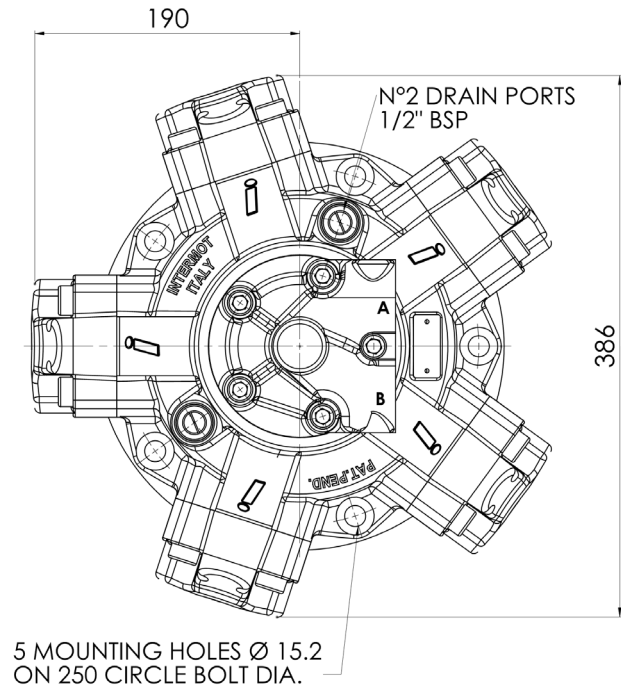 190
N°2 DRAIN PORTS
1/2" BSP
INTERMOT
ITALY
A
386
B
PAT.PEND.
5 MOUNTING HOLES Ø 15.2
ON 250 CIRCLE BOLT DIA.